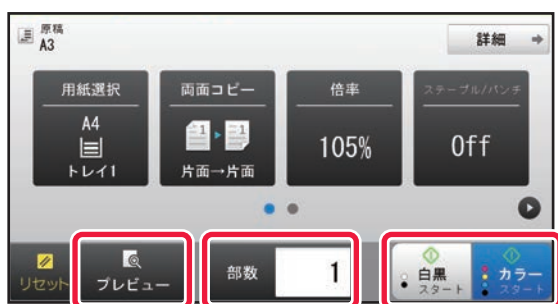 原稿
A3
詳細
用紙選択
A4
トレイ1
両面コピー
1 1
片面→片面
倍率
105%
ステープル/パンチ
Off
リセット
プレビュー
部数
1
白黒
スタート
カラー
スタート